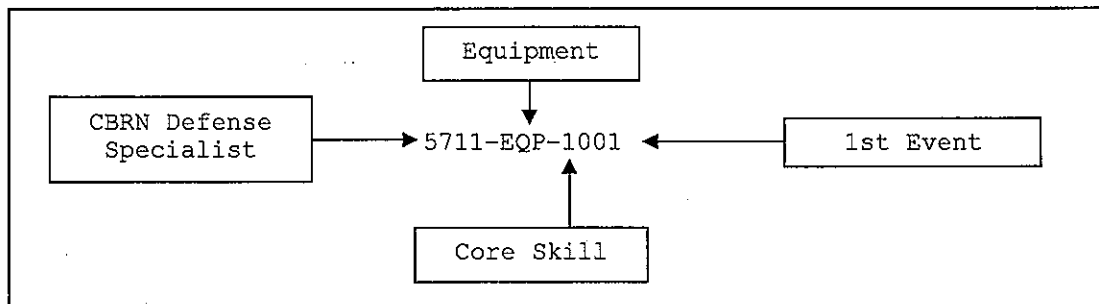 Equipment
CBRN Defense
Specialist
5711-EQP-1001
1st Event
Core Skill